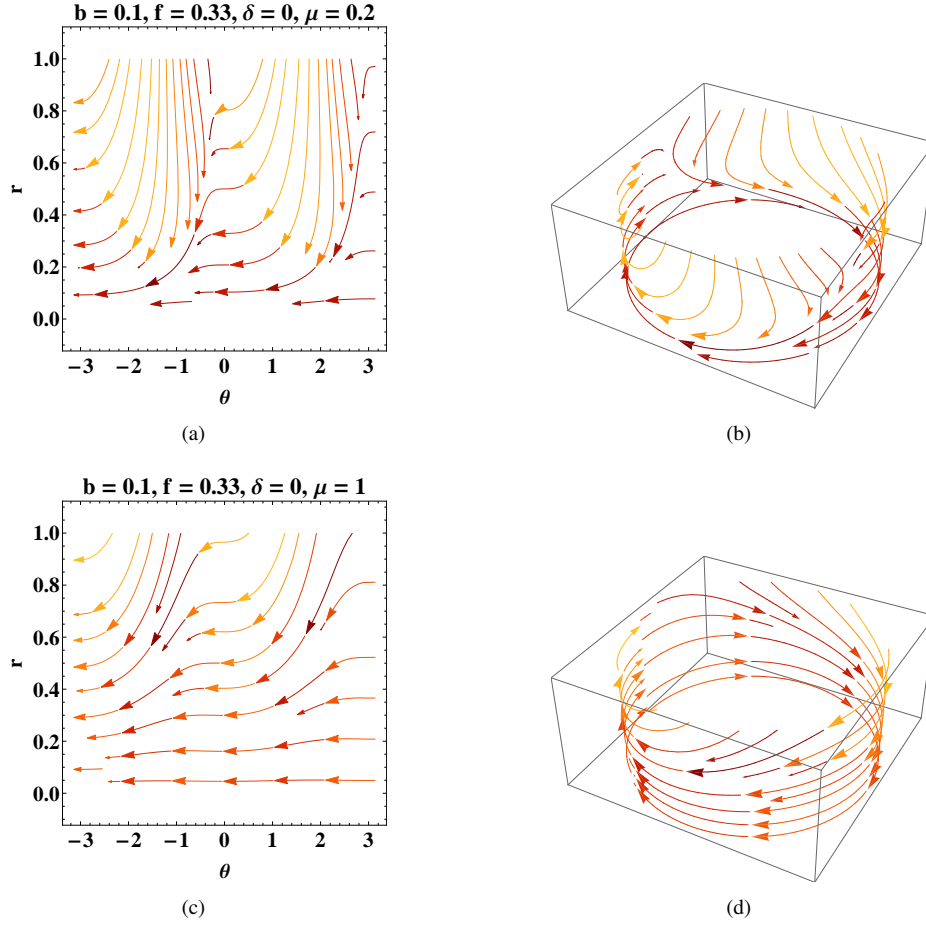 b = 0.1, f = 0.33, δ = 0, μ = 0.2
1.0
0.8
0.6
r
0.4
0.2
0.0
−3 −2 −1 0 1 2 3
θ
(a)
(b)
b = 0.1, f = 0.33, δ = 0, μ = 1
1.0
0.8
0.6
r
0.4
0.2
0.0
−3 −2 −1 0 1 2 3
θ
(c)
(d)